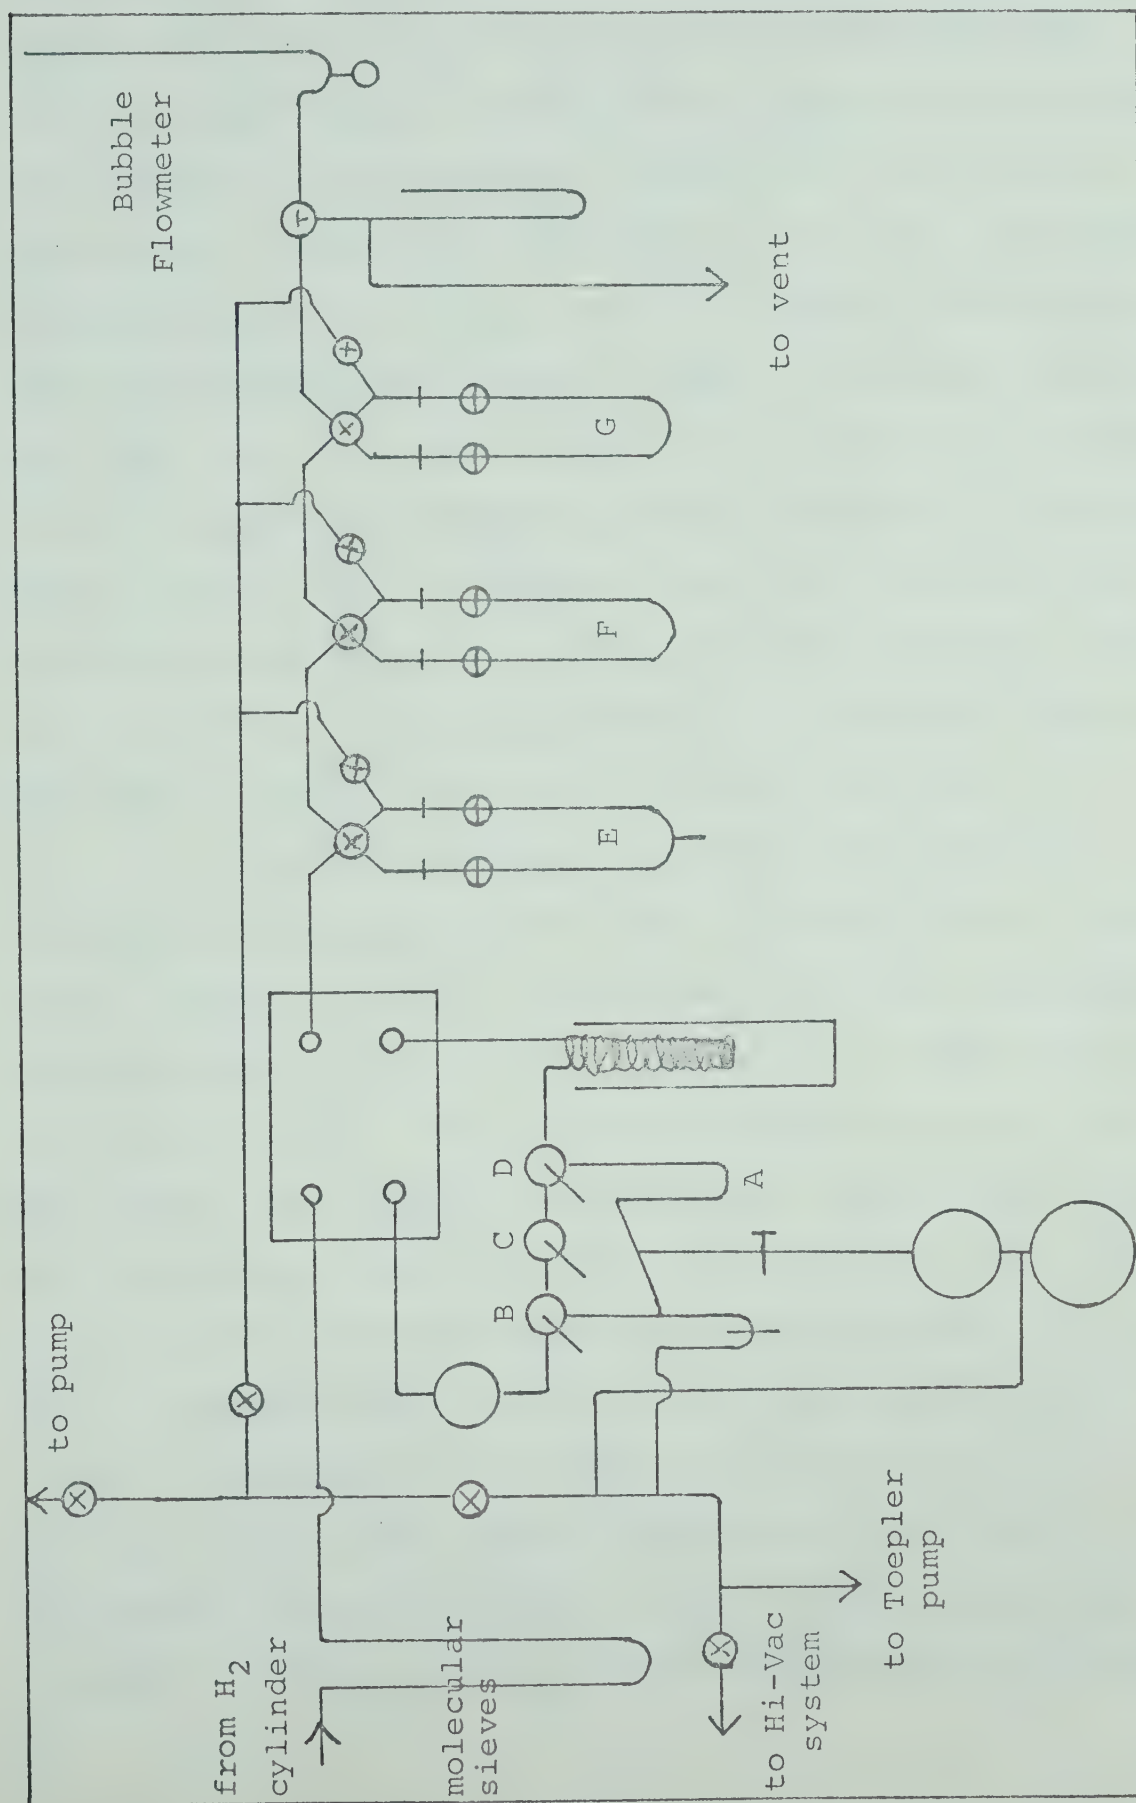 to pump
Bubble
Flowmeter
from H2
cylinder
B
C
D
E
F
G
to vent
molecular
sieves
A
to Hi-Vac
system
to Toepler
pump